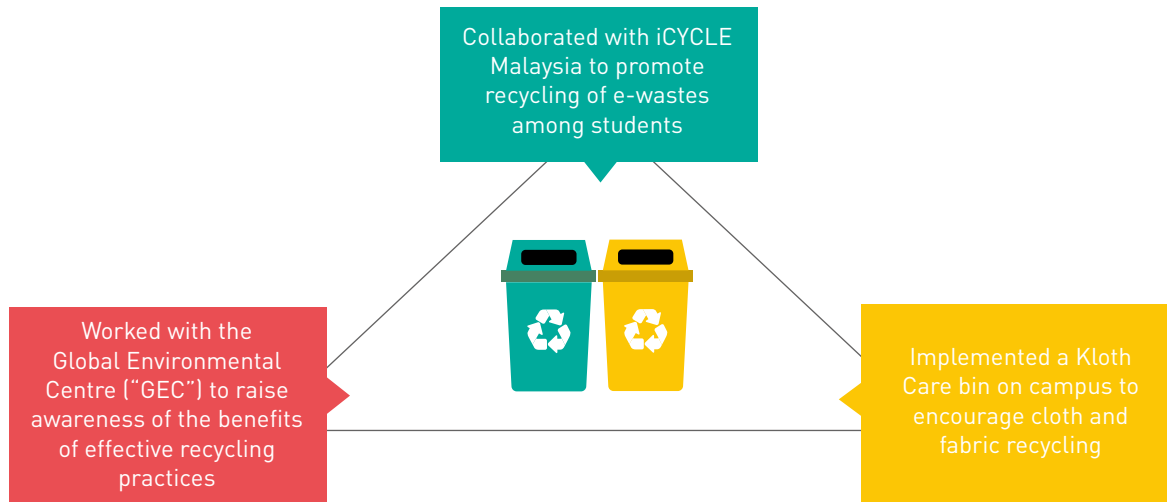 Collaborated with iCYCLE
Malaysia to promote
recycling of e-wastes
among students
Worked with the
Global Environmental
Centre (“GEC”) to raise
awareness of the benefits
of effective recycling
practices
Implemented a Kloth
Care bin on campus to
encourage cloth and
fabric recycling